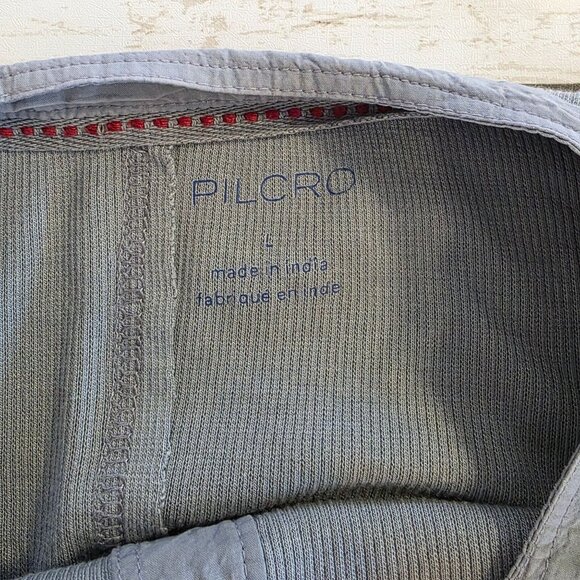 PILCRO
L
made in india
fabriqué en inde